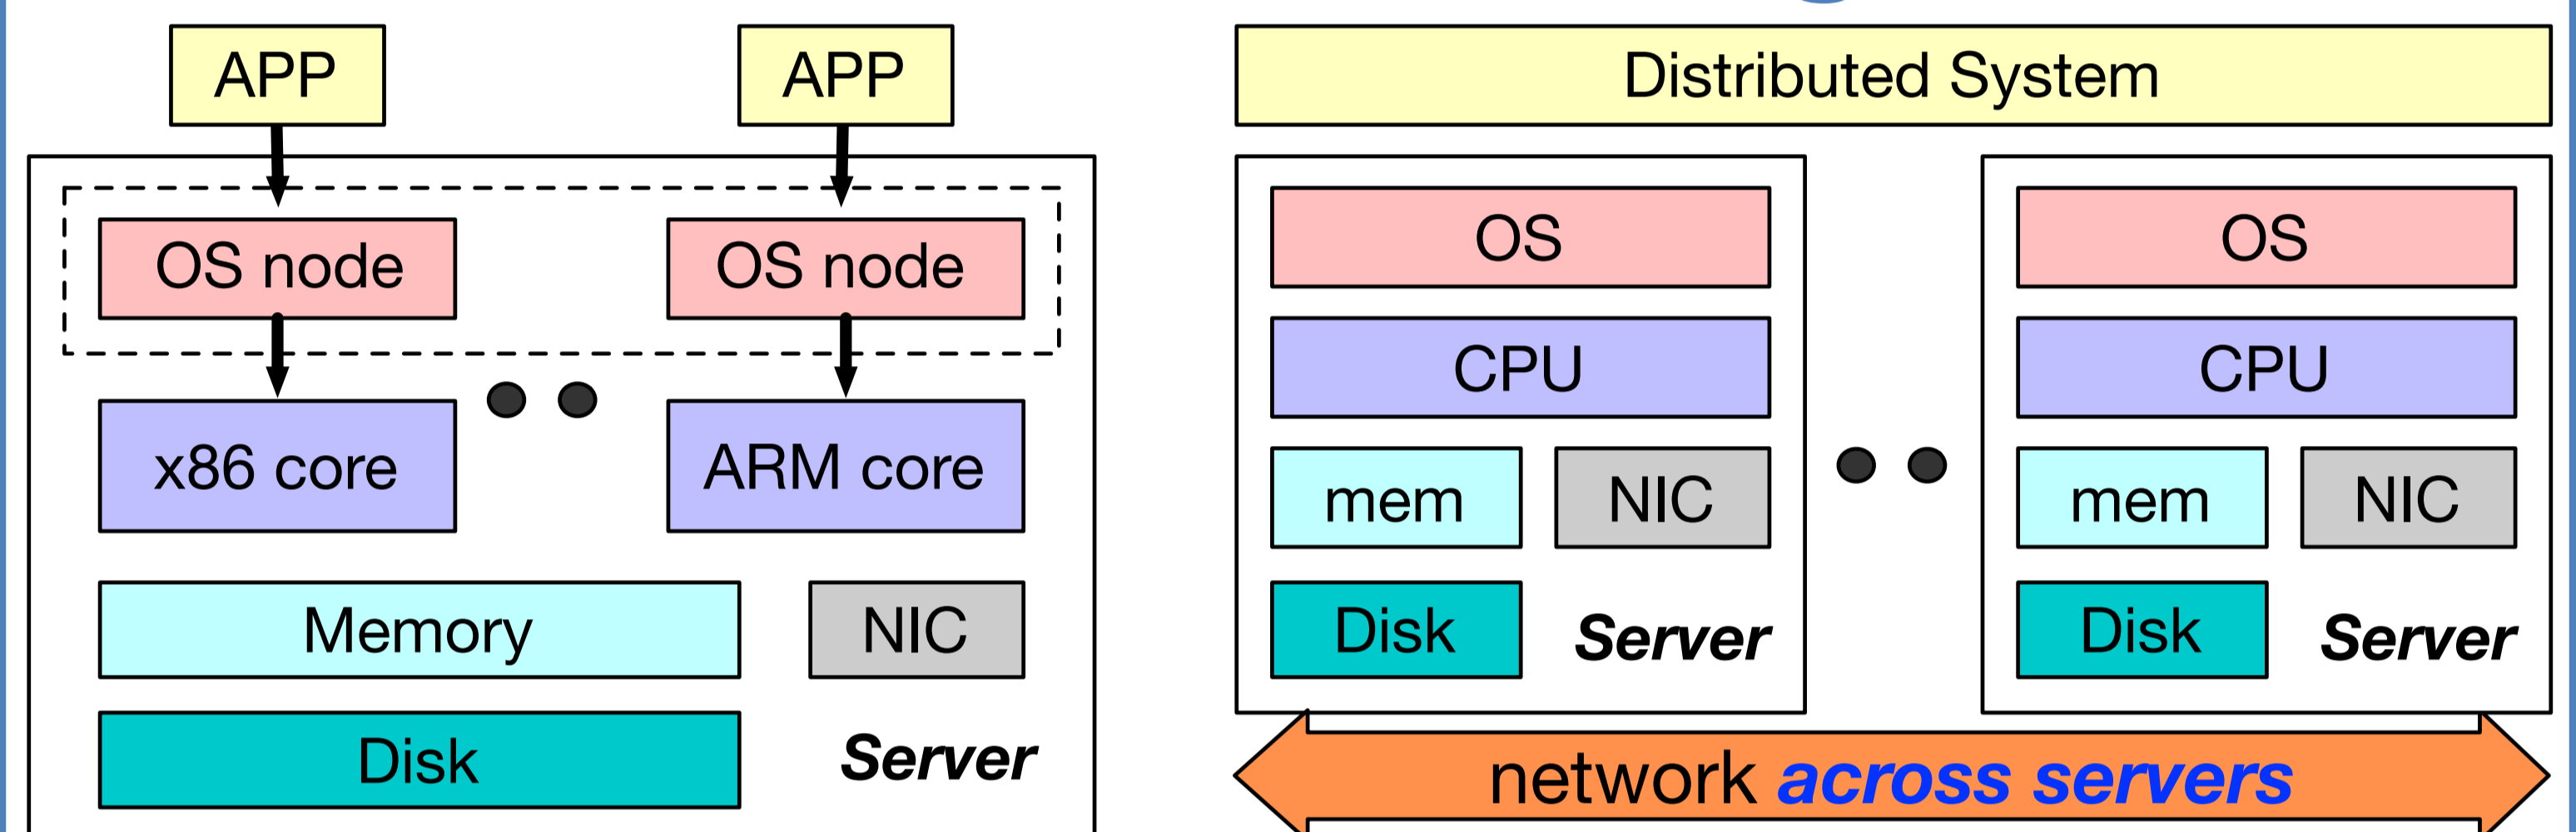 APP
APP
OS node
OS node
x86 core
ARM core
Memory
NIC
Disk
Server
Distributed System
OS
CPU
mem
NIC
Disk
Server
OS
CPU
mem
NIC
Disk
Server
network across servers